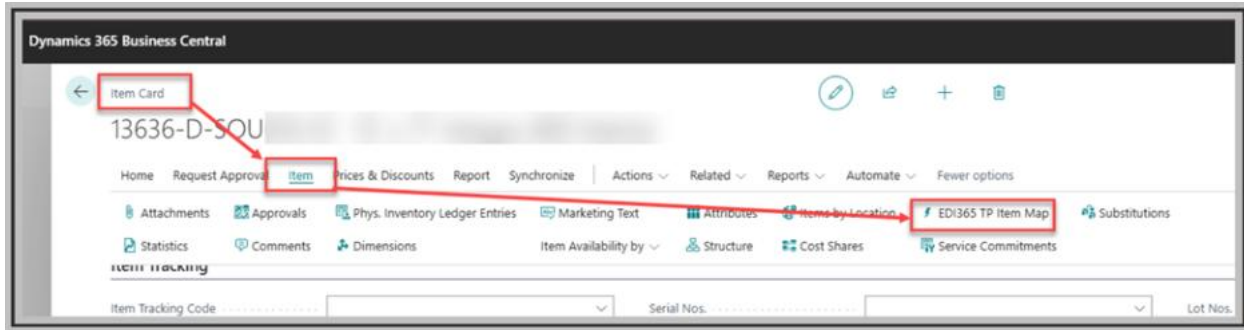 Dynamics 365 Business Central
Item Card
13636-D-SOU
Home Request Approval Item Prices & Discounts Report Synchronize Actions Related Reports Automate Fewer options
Attachments Approvals Phys. Inventory Ledger Entries Marketing Text Attributes Items by Location EDI365 TP Item Map Substitutions
Statistics Comments Dimensions Item Availability by Structure Cost Shares Service Commitments
Item Tracking
Item Tracking Code Serial Nos. Lot Nos.